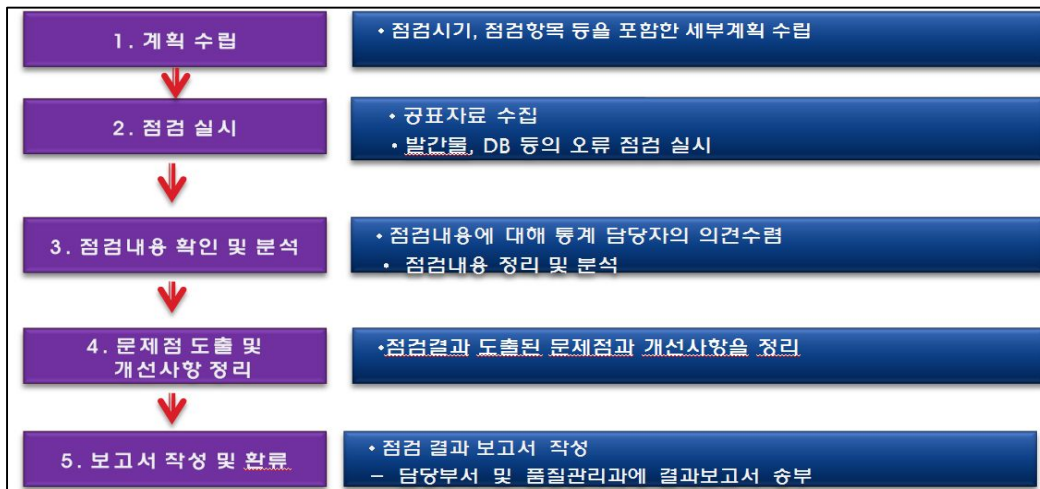 1. 계획 수립
• 점검시기, 점검항목 등을 포함한 세부계획 수립
2. 점검 실시
• 공표자료 수집
• 발간물, DB 등의 오류 점검 실시
3. 점검내용 확인 및 분석
• 점검내용에 대해 통계 담당자의 의견수렴
• 점검내용 정리 및 분석
4. 문제점 도출 및
개선사항 정리
•점검결과 도출된 문제점과 개선사항을 정리
5. 보고서 작성 및 환류
• 점검 결과 보고서 작성
– 담당부서 및 품질관리과에 결과보고서 송부